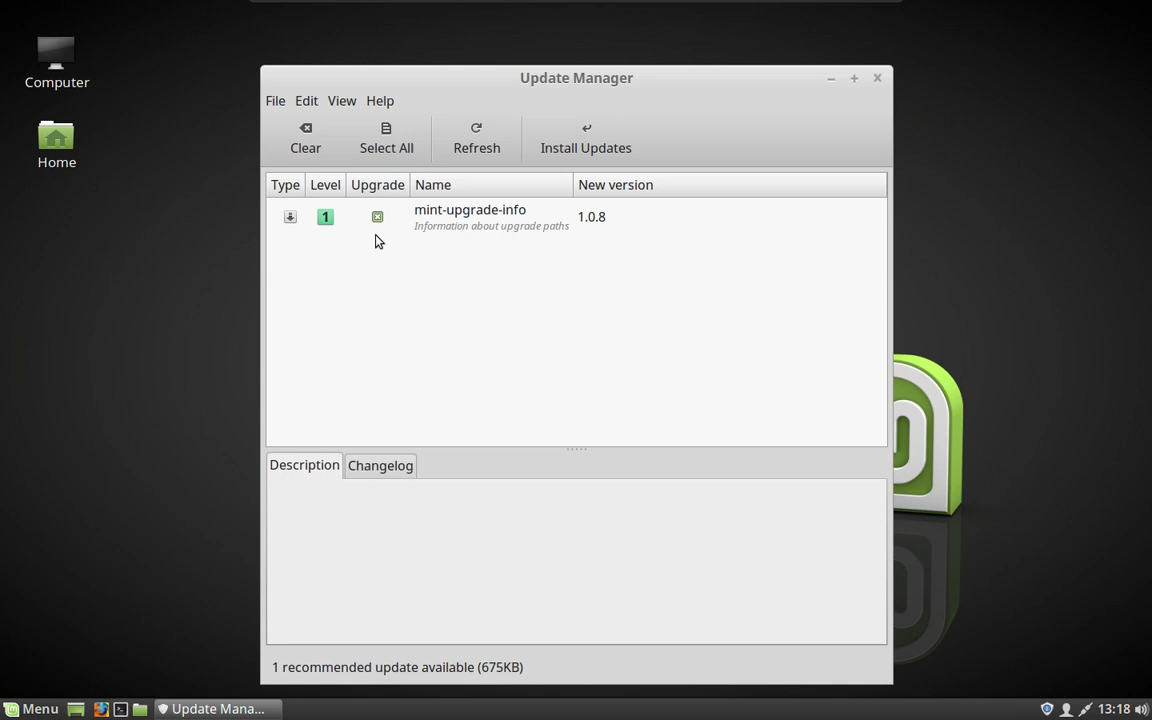 Computer
Home
Update Manager
File Edit View Help
Clear Select All Refresh Install Updates
Type Level Upgrade Name New version
1 mint-upgrade-info 1.0.8
Information about upgrade paths
Description Changelog
1 recommended update available (675KB)
Menu Update Mana... 13:18